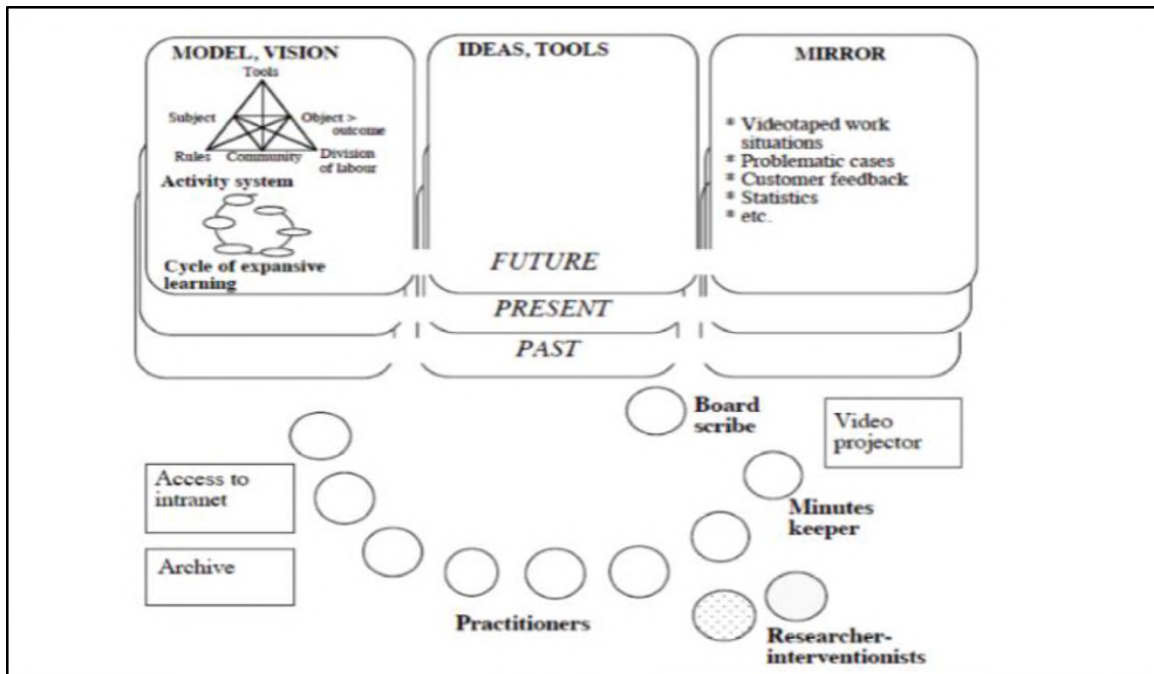 MODEL, VISION
Tools
Subject
Object >
outcome
Rules
Community
Division
of labour
Activity system
Cycle of expansive
learning
IDEAS, TOOLS
MIRROR
* Videotaped work
situations
* Problematic cases
* Customer feedback
* Statistics
* etc.
FUTURE
PRESENT
PAST
Board
scribe
Video
projector
Access to
intranet
Minutes
keeper
Archive
Practitioners
Researcher-
interventionists